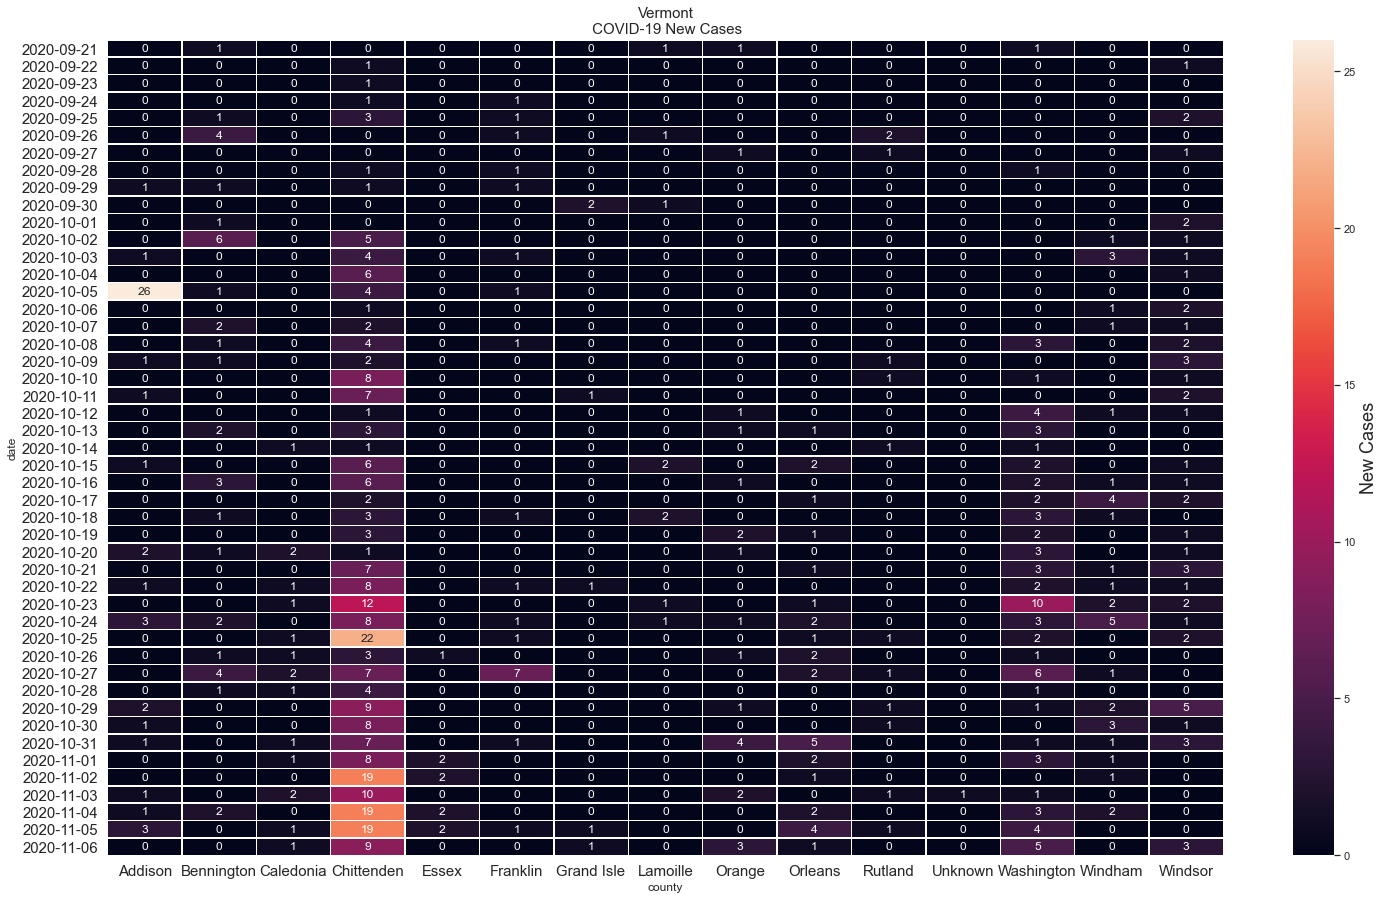 Vermont
COVID-19 New Cases
2020-09-21 0 1 0 0 0 0 0 1 1 0 0 0 1 0 0
2020-09-22 0 0 0 1 0 0 0 0 0 0 0 0 0 0 1
2020-09-23 0 0 0 1 0 0 0 0 0 0 0 0 0 0 0
2020-09-24 0 0 0 1 0 1 0 0 0 0 0 0 0 0 0
2020-09-25 0 1 0 3 0 1 0 0 0 0 0 0 0 0 2
2020-09-26 0 4 0 0 0 1 0 1 0 0 2 0 0 0 0
2020-09-27 0 0 0 0 0 0 0 0 1 0 1 0 0 0 1
2020-09-28 0 0 0 1 0 1 0 0 0 0 0 0 1 0 0
2020-09-29 1 1 0 1 0 1 0 0 0 0 0 0 0 0 0
2020-09-30 0 0 0 0 0 0 2 1 0 0 0 0 0 0 0
2020-10-01 0 1 0 0 0 0 0 0 0 0 0 0 0 0 2
2020-10-02 0 6 0 5 0 0 0 0 0 0 0 0 0 1 1
2020-10-03 1 0 0 4 0 1 0 0 0 0 0 0 0 3 1
2020-10-04 0 0 0 6 0 0 0 0 0 0 0 0 0 0 1
2020-10-05 26 1 0 4 0 1 0 0 0 0 0 0 0 0 0
2020-10-06 0 0 0 1 0 0 0 0 0 0 0 0 0 1 2
2020-10-07 0 2 0 2 0 0 0 0 0 0 0 0 0 1 1
2020-10-08 0 1 0 4 0 1 0 0 0 0 0 0 3 0 2
2020-10-09 1 1 0 2 0 0 0 0 0 0 1 0 0 0 3
2020-10-10 0 0 0 8 0 0 0 0 0 0 1 0 1 0 1
2020-10-11 1 0 0 7 0 0 1 0 0 0 0 0 0 0 2
2020-10-12 0 0 0 1 0 0 0 0 1 0 0 0 4 1 1
2020-10-13 0 2 0 3 0 0 0 0 1 1 0 0 3 0 0
2020-10-14 0 0 1 1 0 0 0 0 0 0 1 0 1 0 0
2020-10-15 1 0 0 6 0 0 0 2 0 2 0 0 2 0 1
2020-10-16 0 3 0 6 0 0 0 0 1 0 0 0 2 1 1
2020-10-17 0 0 0 2 0 0 0 0 0 1 0 0 2 4 2
2020-10-18 0 1 0 3 0 1 0 2 0 0 0 0 3 1 0
2020-10-19 0 0 0 3 0 0 0 0 2 1 0 0 2 0 1
2020-10-20 2 1 2 1 0 0 0 0 1 0 0 0 3 0 1
2020-10-21 0 0 0 7 0 0 0 0 0 1 0 0 3 1 3
2020-10-22 1 0 1 8 0 1 1 0 0 0 0 0 2 1 1
2020-10-23 0 0 1 12 0 0 0 1 0 1 0 0 10 2 2
2020-10-24 3 2 0 8 0 1 0 1 1 2 0 0 3 5 1
2020-10-25 0 0 1 22 0 1 0 0 0 1 1 0 2 0 2
2020-10-26 0 1 1 3 1 0 0 0 1 2 0 0 1 0 0
2020-10-27 0 4 2 7 0 7 0 0 0 2 1 0 6 1 0
2020-10-28 0 1 1 4 0 0 0 0 0 0 0 0 1 0 0
2020-10-29 2 0 0 9 0 0 0 0 1 0 1 0 1 2 5
2020-10-30 1 0 0 8 0 0 0 0 0 0 1 0 0 3 1
2020-10-31 1 0 1 7 0 1 0 0 4 5 0 0 1 1 3
2020-11-01 0 0 1 8 2 0 0 0 0 2 0 0 3 1 0
2020-11-02 0 0 0 19 2 0 0 0 0 1 0 0 0 1 0
2020-11-03 1 0 2 10 0 0 0 0 2 0 1 1 1 0 0
2020-11-04 1 2 0 19 2 0 0 0 0 2 0 0 3 2 0
2020-11-05 3 0 1 19 2 1 1 0 0 4 1 0 4 0 0
2020-11-06 0 0 1 9 0 0 1 0 3 1 0 0 5 0 3
Addison Bennington Caledonia Chittenden Essex Franklin Grand Isle Lamoille Orange Orleans Rutland Unknown Washington Windham Windsor
county
date
25
20
15
10
5
0
New Cases